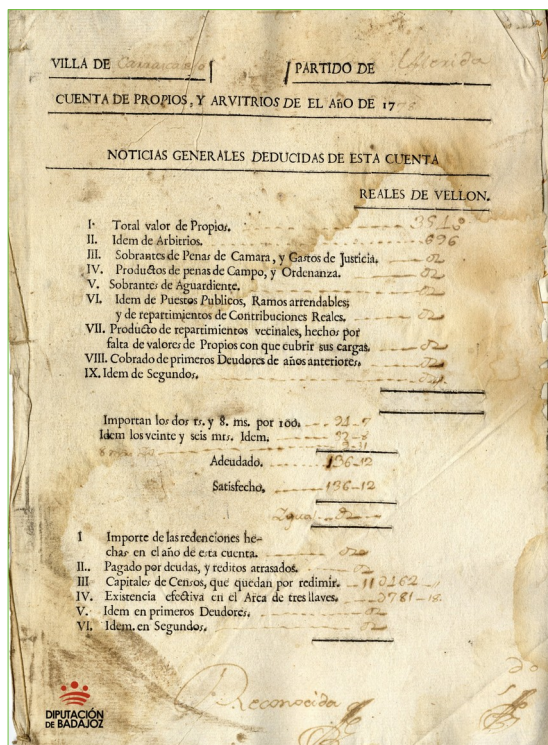 VILLA DE Carrascalejo PARTIDO DE Merida
CUENTA DE PROPIOS, Y ARVITRIOS DE EL AñO DE 17
NOTICIAS GENERALES DEDUCIDAS DE ESTA CUENTA
REALES DE VELLON.
I. Total valor de Propios.
II. Idem de Arbitrios. 696
III. Sobrantes de Penas de Camara, y Gastos de Justicia.
IV. Productos de penas de Campo, y Ordenanza.
V. Sobrantes de Aguardiente.
VI. Idem de Puestos Publicos, Ramos arrendables;
y de repartimientos de Contribuciones Reales.
VII. Producto de repartimientos vecinales, hechos por
falta de valores de Propios con que cubrir sus cargas.
VIII. Cobrado de primeros Deudores de años anteriores.
IX. Idem de Segundos.
Importan los dos rs. y 8. ms. por 100.
Idem los veinte y seis mrs. Idem.
Adeudado. 136-12
Satisfecho. 136-12
Igual
I Importe de las redenciones he-
chas en el año de esta cuenta.
II.. Pagado por deudas, y reditos atrasados.
III Capitales de Censos, que quedan por redimir.
IV. Existencia efectiva en el Arca de tres llaves. 781-18
V. Idem en primeros Deudores.
VI. Idem. en Segundos.
Reconocida
DIPUTACIÓN
DE BADAJOZ